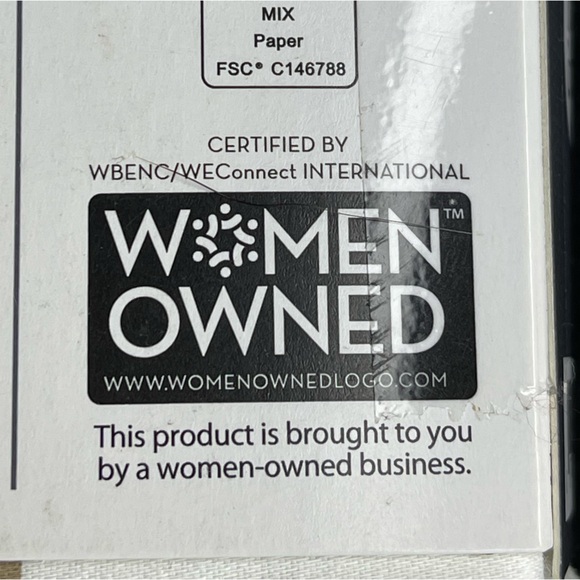 MIX
Paper
FSC® C146788
CERTIFIED BY
WBENC/WEConnect INTERNATIONAL
WOMEN™
OWNED
WWW.WOMENOWNEDLOGO.COM
This product is brought to you
by a women-owned business.